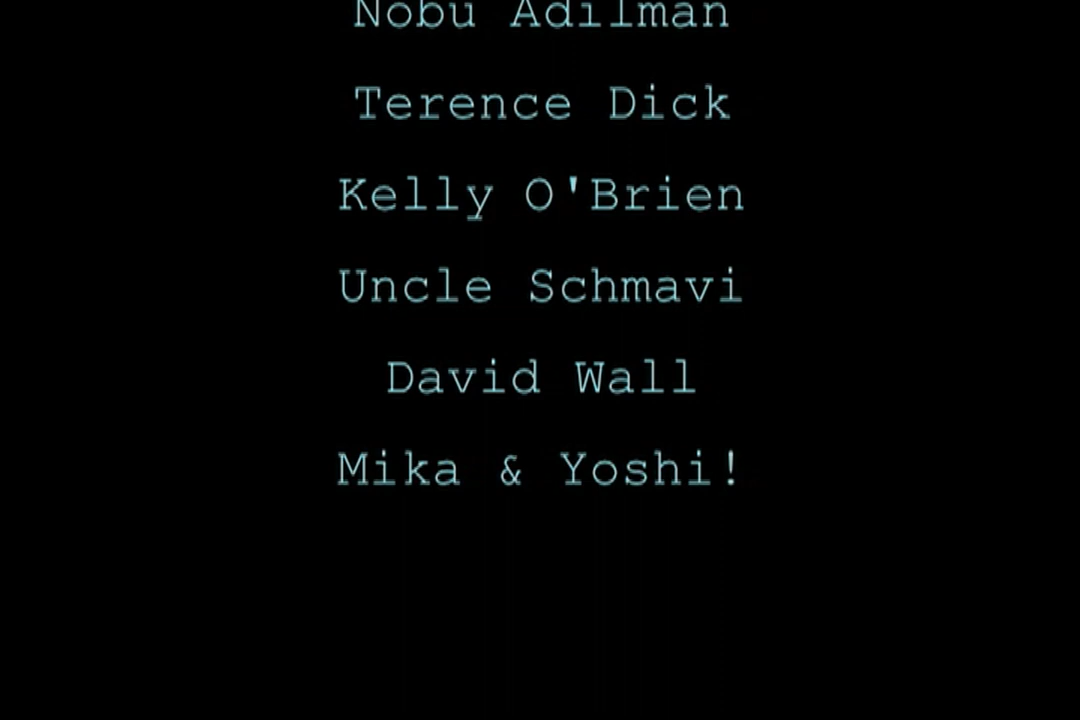 Nobu Adilman
Terence Dick
Kelly O'Brien
Uncle Schmavi
David Wall
Mika & Yoshi!